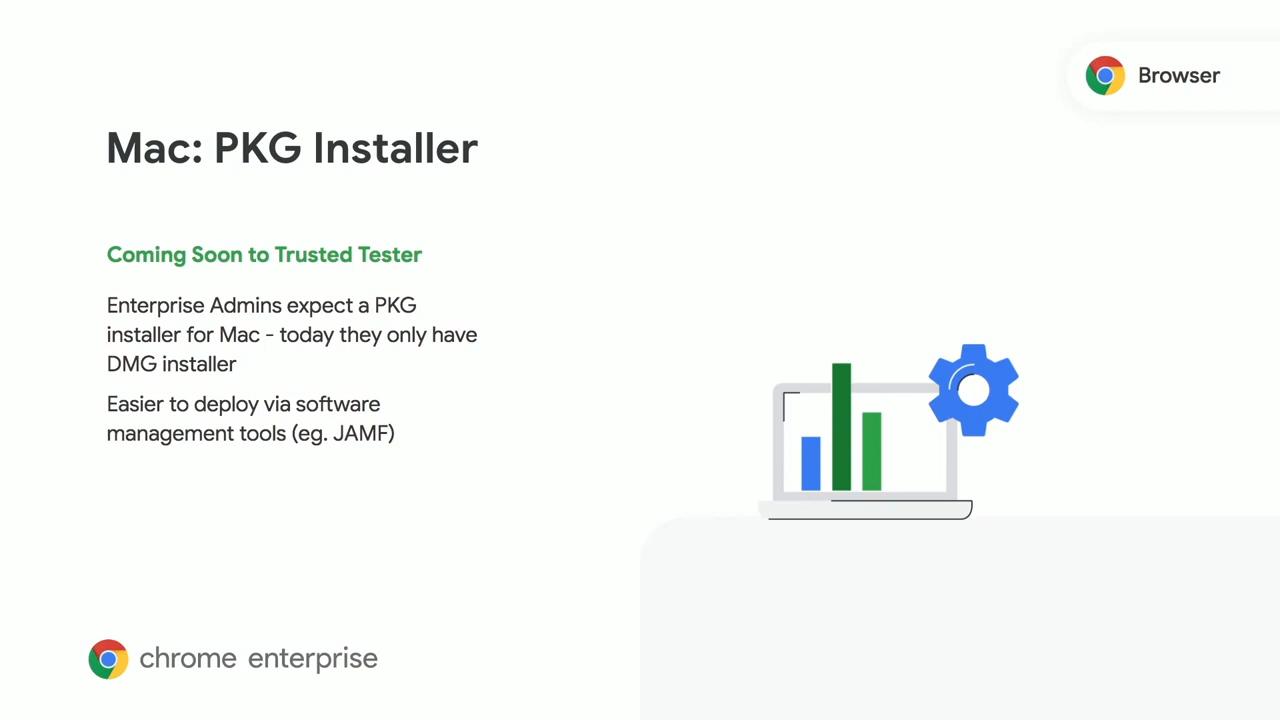 Browser
Mac: PKG Installer
Coming Soon to Trusted Tester
Enterprise Admins expect a PKG
installer for Mac - today they only have
DMG installer
Easier to deploy via software
management tools (eg. JAMF)
chrome enterprise